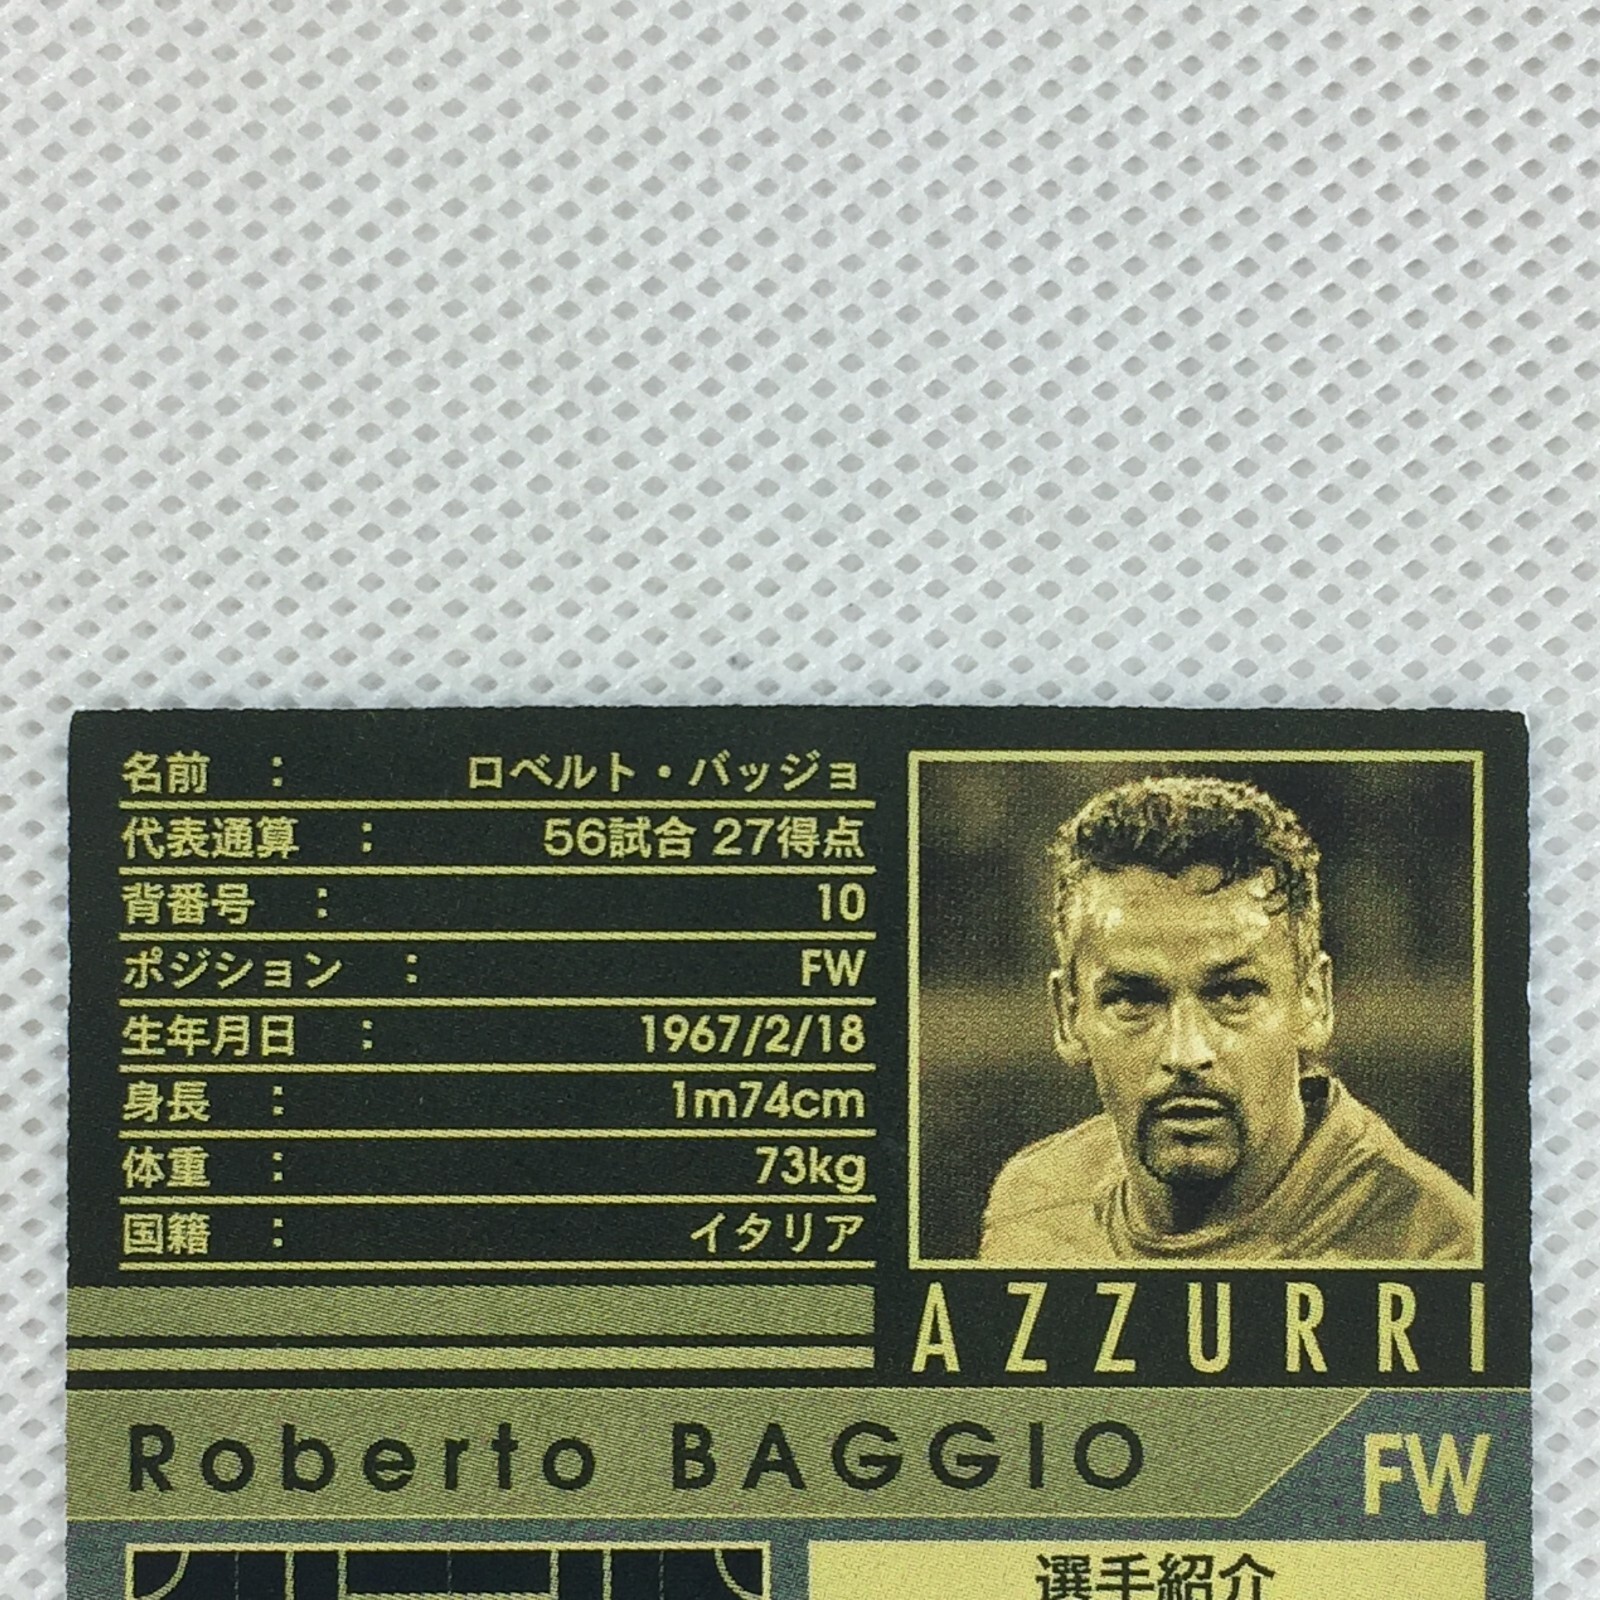 名前 : ロベルト・バッジョ
代表通算 : 56試合 27得点
背番号 : 10
ポジション : FW
生年月日 : 1967/2/18
身長 : 1m74cm
体重 : 73kg
国籍 : イタリア
AZZURRI
Roberto BAGGIO FW
選手紹介